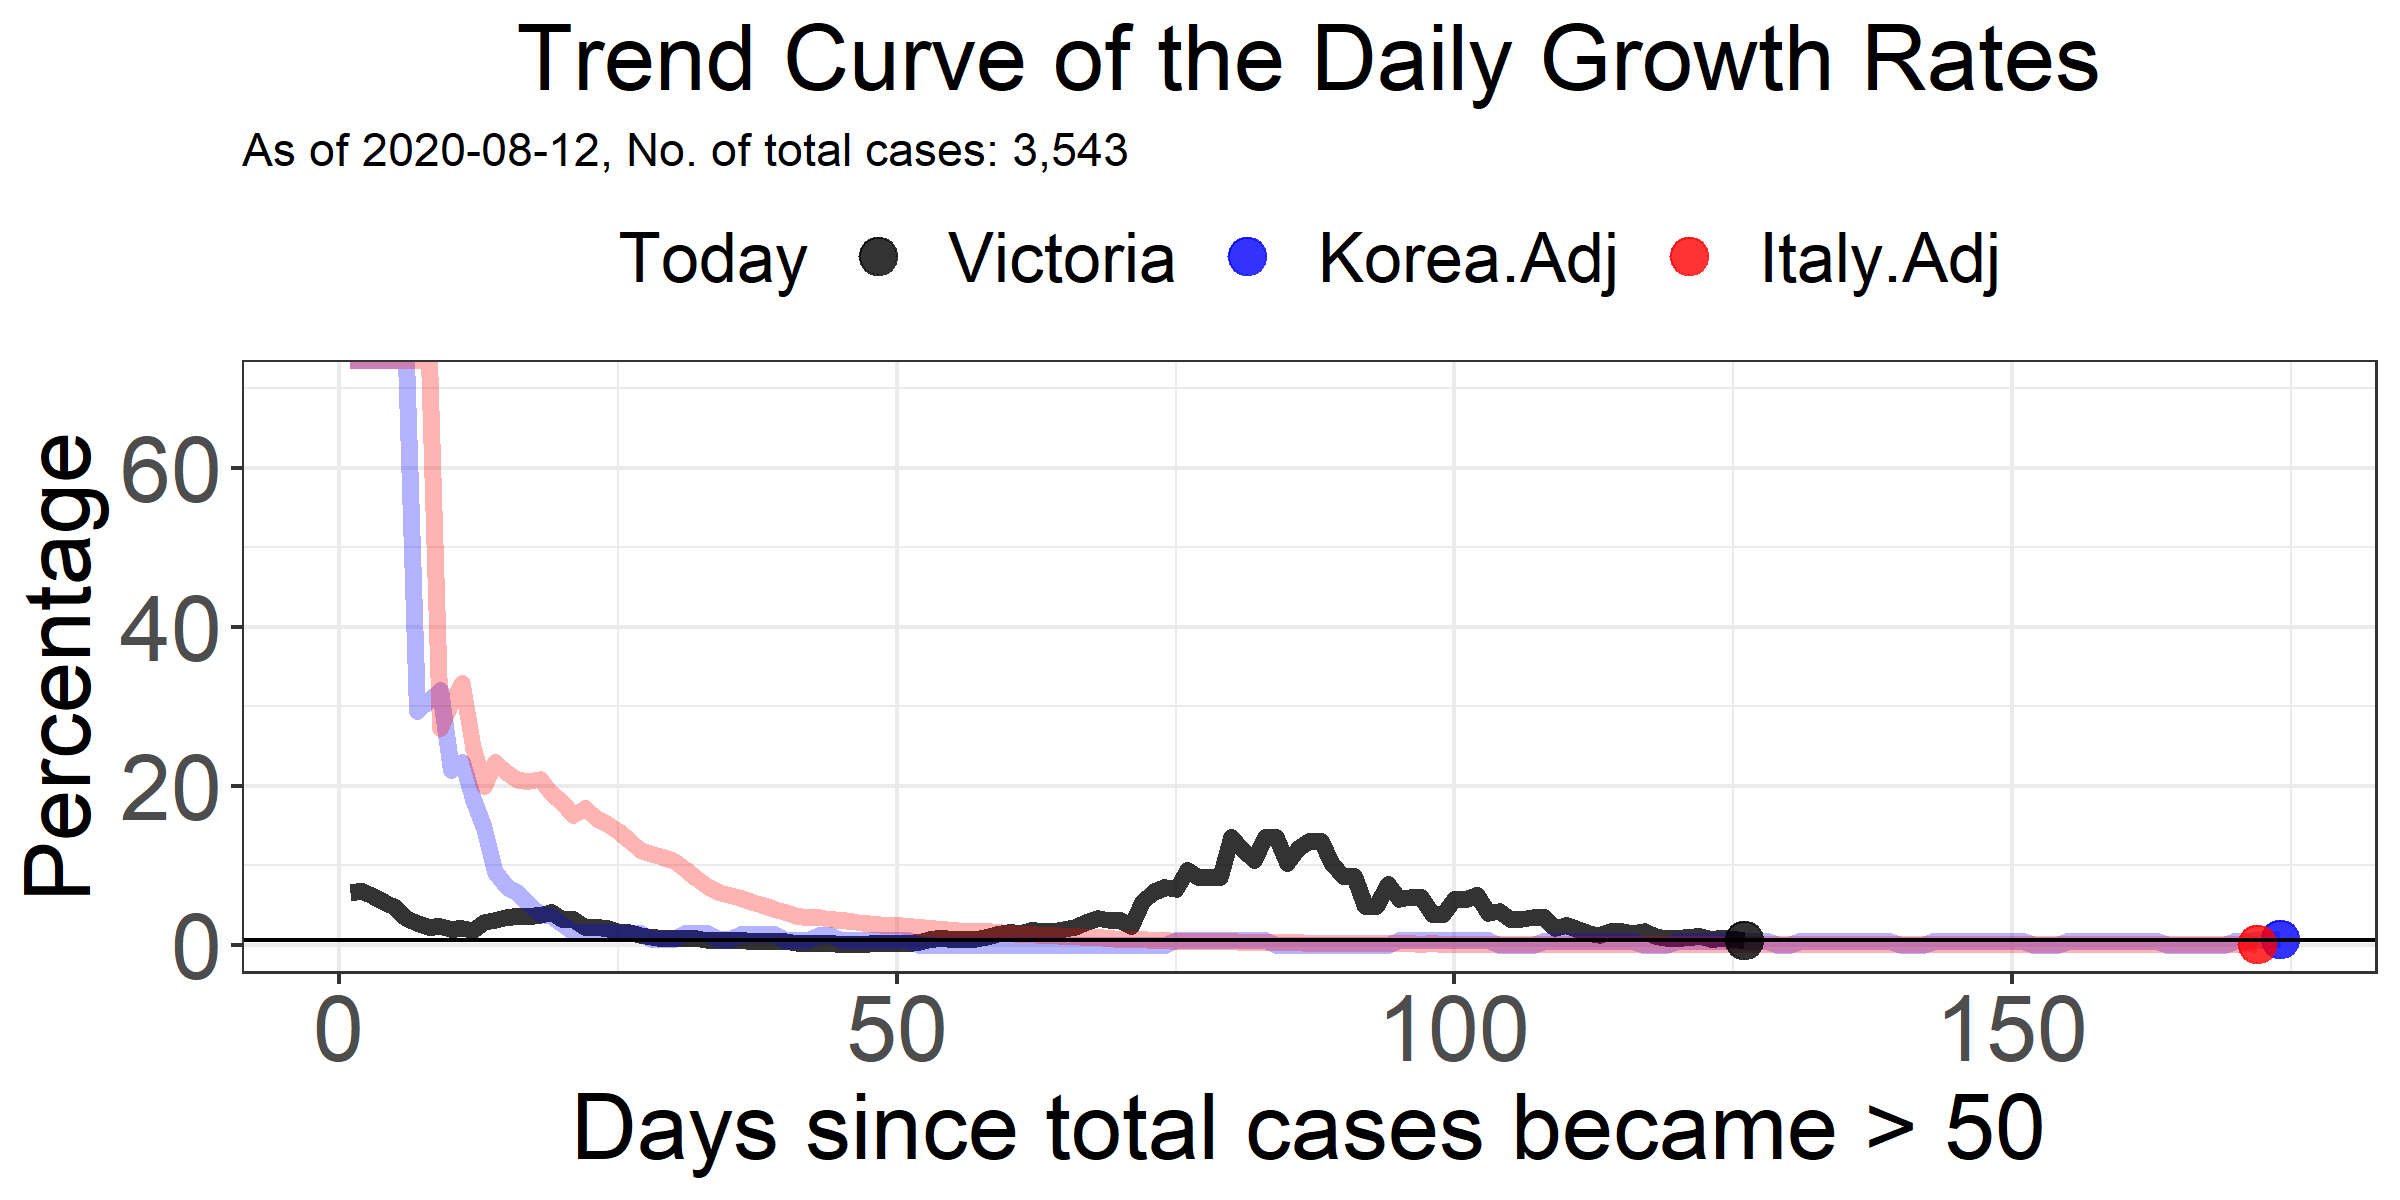 Trend Curve of the Daily Growth Rates
As of 2020-08-12, No. of total cases: 3,543
Today Victoria Korea.Adj Italy.Adj
Percentage
60
40
20
0
0 50 100 150
Days since total cases became > 50